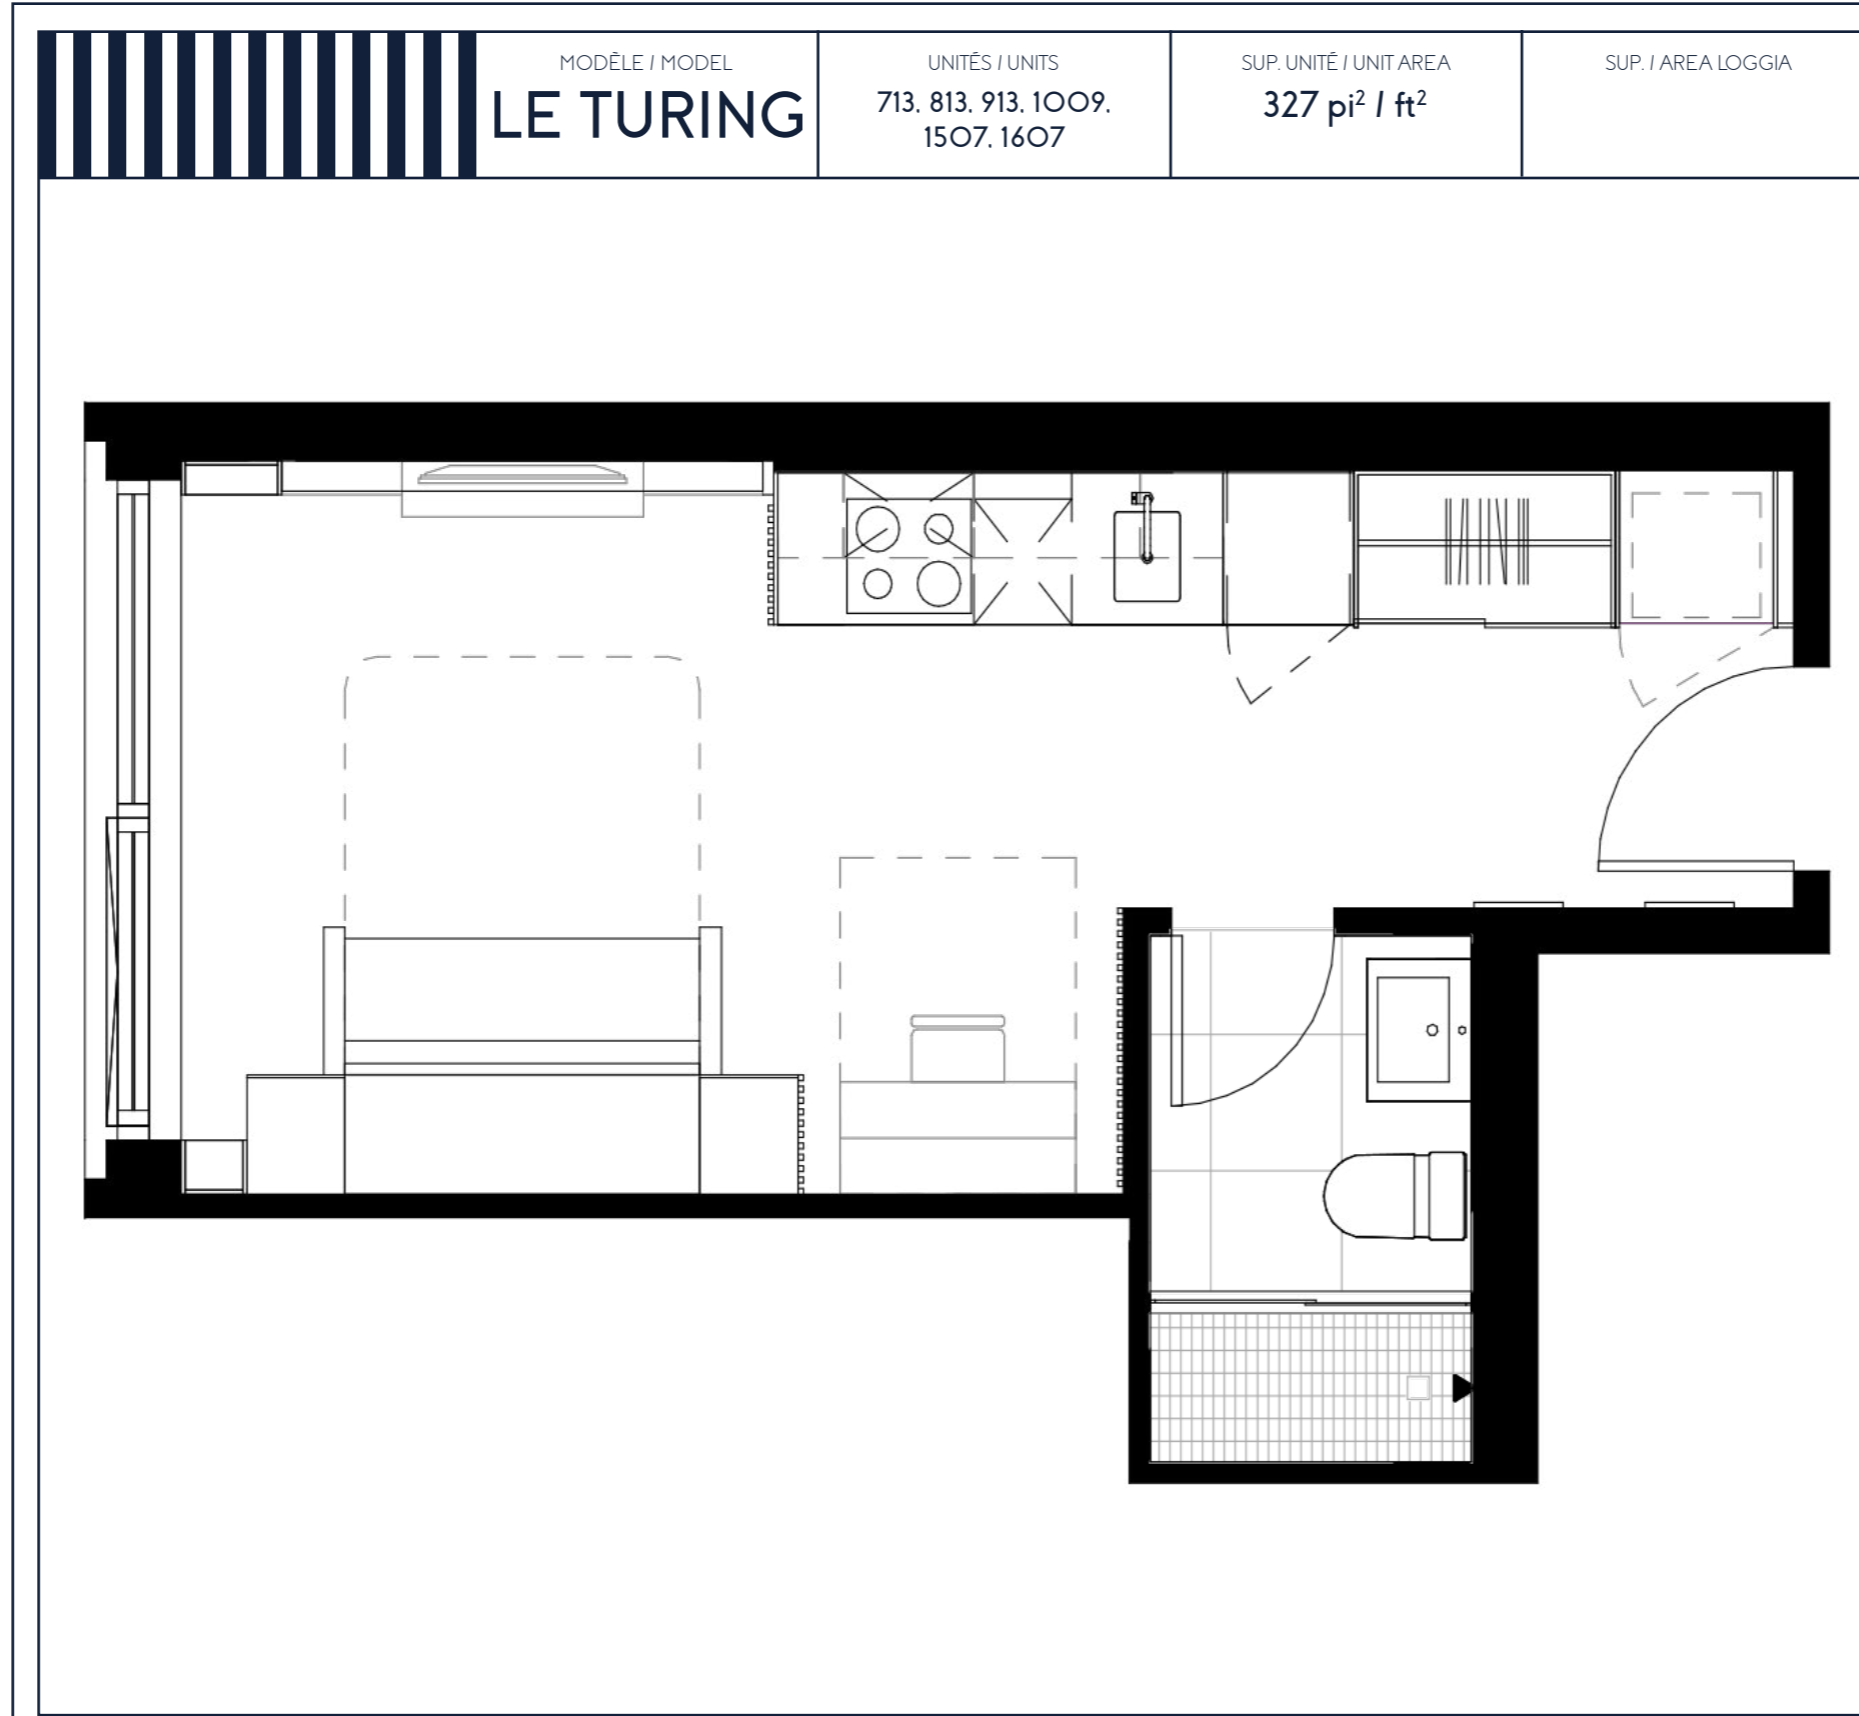 MODÈLE / MODEL
LE TURING
UNITÉS / UNITS
713, 813, 913, 1009,
1507, 1607
SUP. UNITÉ / UNIT AREA
327 pi² / ft²
SUP. / AREA LOGGIA